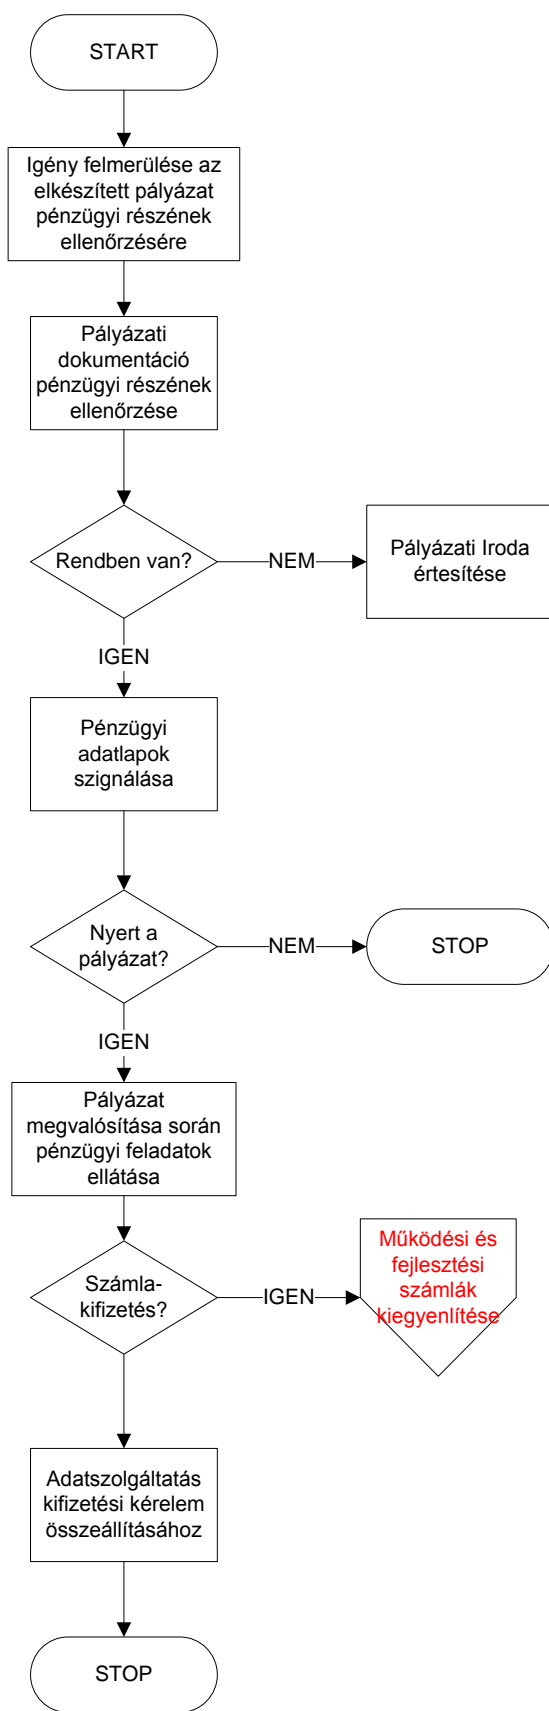 START
Igény felmerülése az
elkészített pályázat
pénzügyi részének
ellenőrzésére
Pályázati
dokumentáció
pénzügyi részének
ellenőrzése
Rendben van?
NEM
Pályázati Iroda
értesítése
IGEN
Pénzügyi
adatlapok
szignálása
Nyert a
pályázat?
NEM
STOP
IGEN
Pályázat
megvalósítása során
pénzügyi feladatok
ellátása
Számla-
kifizetés?
IGEN
Működési és
fejlesztési
számlák
kiegyenlítése
Adatszolgáltatás
kifizetési kérelem
összeállításához
STOP